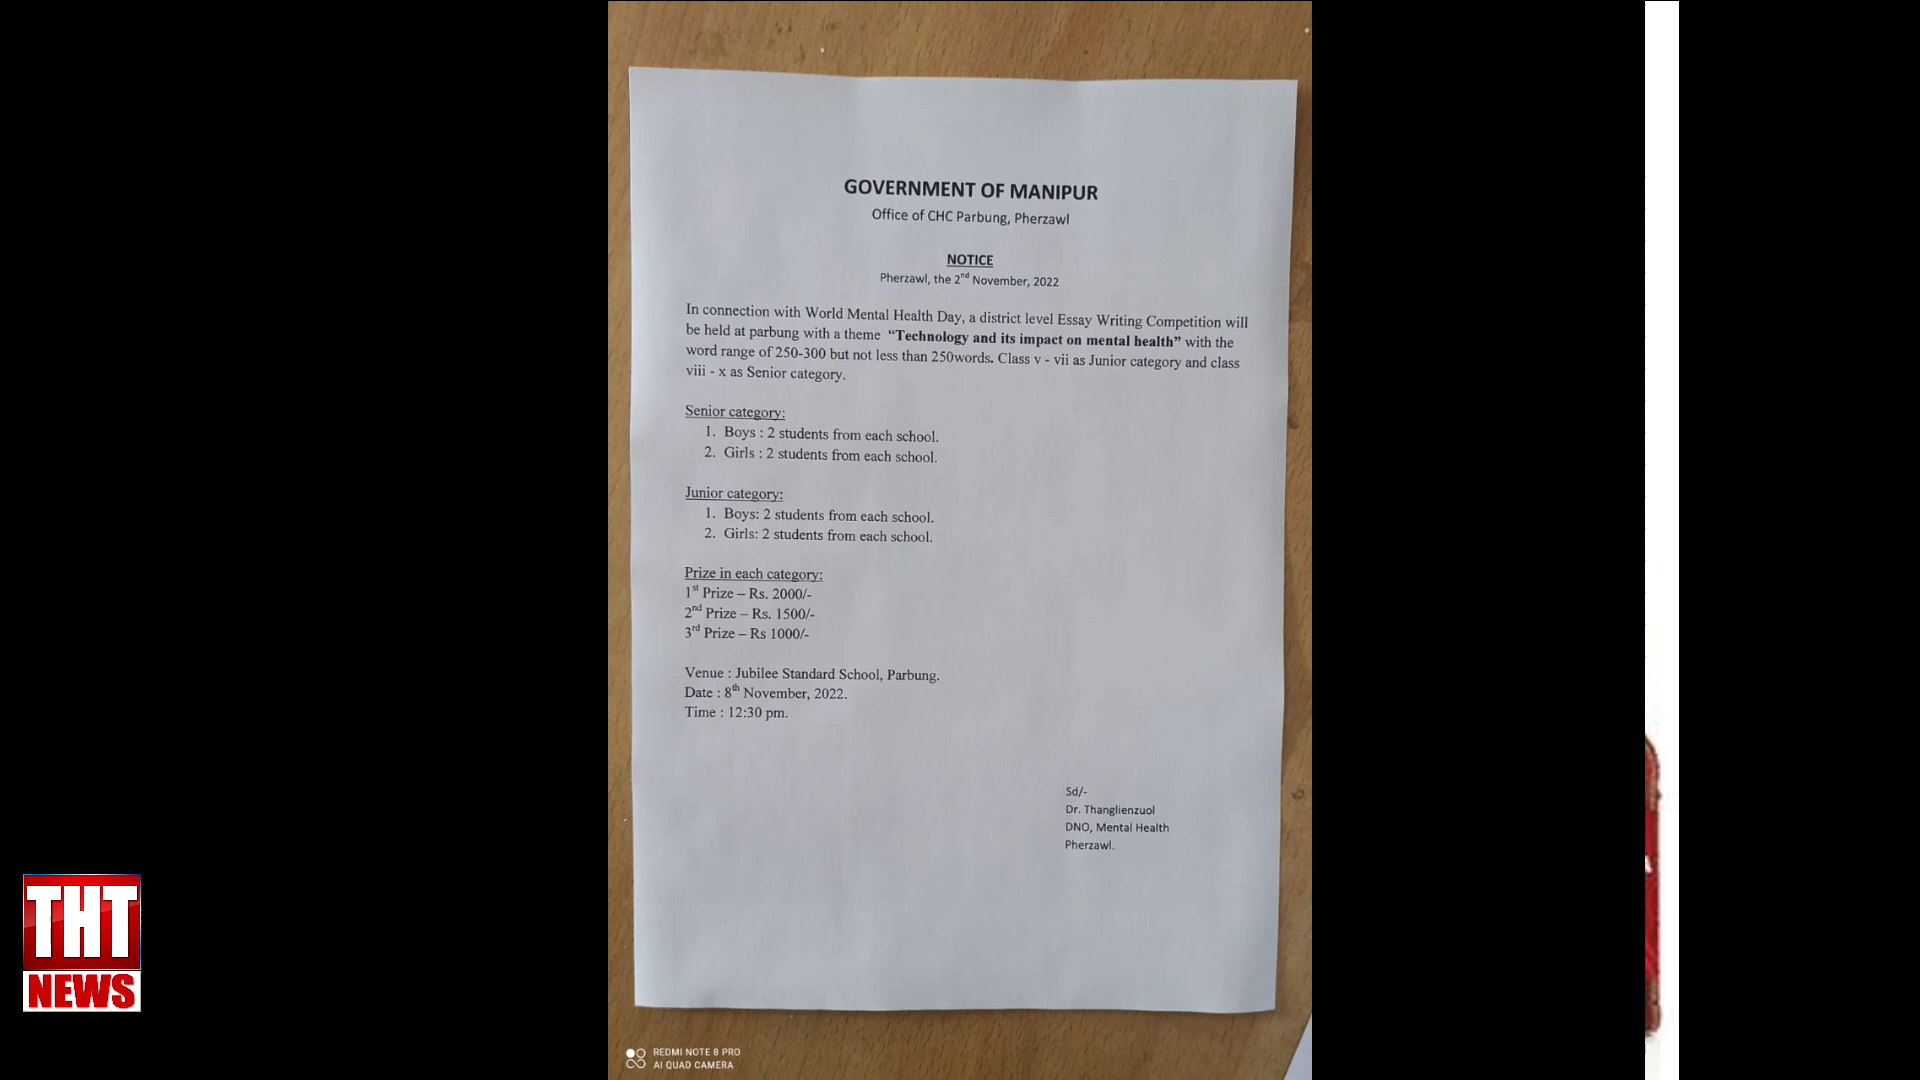 GOVERNMENT OF MANIPUR
Office of CHC Parbung, Pherzawl
NOTICE
Pherzawl, the 2nd November, 2022
In connection with World Mental Health Day, a district level Essay Writing Competition will
be held at parbung with a theme “Technology and its impact on mental health” with the
word range of 250-300 but not less than 250words. Class v - vii as Junior category and class
viii - x as Senior category.
Senior category:
1. Boys : 2 students from each school.
2. Girls : 2 students from each school.
Junior category:
1. Boys: 2 students from each school.
2. Girls: 2 students from each school.
Prize in each category:
1st Prize – Rs. 2000/-
2nd Prize – Rs. 1500/-
3rd Prize – Rs 1000/-
Venue : Jubilee Standard School, Parbung.
Date : 8th November, 2022.
Time : 12:30 pm.
Sd/-
Dr. Thanglienzuol
DNO, Mental Health
Pherzawl.
THT
NEWS
REDMI NOTE 8 PRO
AI QUAD CAMERA